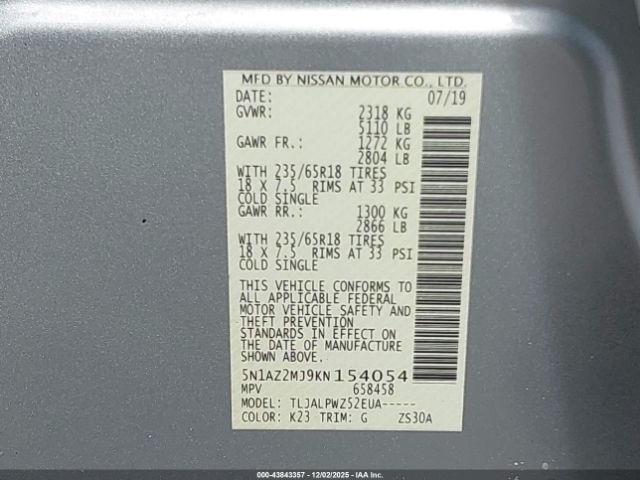 MFD BY NISSAN MOTOR CO., LTD.
DATE: 07/19
GVWR: 2318 KG
5110 LB
GAWR FR.: 1272 KG
2804 LB
WITH 235/65R18 TIRES
18 X 7.5 RIMS AT 33 PSI
COLD SINGLE
GAWR RR.: 1300 KG
2866 LB
WITH 235/65R18 TIRES
18 X 7.5 RIMS AT 33 PSI
COLD SINGLE
THIS VEHICLE CONFORMS TO
ALL APPLICABLE FEDERAL
MOTOR VEHICLE SAFETY AND
THEFT PREVENTION
STANDARDS IN EFFECT ON
THE DATE OF MANUFACTURE
SHOWN ABOVE.
5N1AZ2MJ9KN154054
MPV 658458
MODEL: TLJALPWZ52EUA-----
COLOR: K23 TRIM: G ZS30A
© - 43843357 - 12/02/2025 - IAAI.com